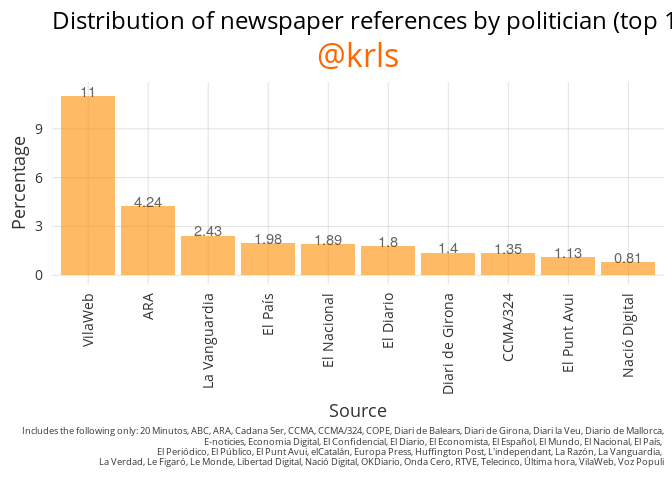 Distribution of newspaper references by politician (top 1
@krls
Percentage
9
6
3
0
11
4.24
2.43
1.98
1.89
1.8
1.4
1.35
1.13
0.81
VilaWeb
ARA
La Vanguardia
El País
El Nacional
El Diario
Diari de Girona
CCMA/324
El Punt Avui
Nació Digital
Source
Includes the following only: 20 Minutos, ABC, ARA, Cadana Ser, CCMA, CCMA/324, COPE, Diari de Balears, Diari de Girona, Diari la Veu, Diario de Mallorca,
E-noticies, Economia Digital, El Confidencial, El Diario, El Economista, El Español, El Mundo, El Nacional, El País,
El Periódico, El Público, El Punt Avui, elCatalán, Europa Press, Huffington Post, L'independant, La Razón, La Vanguardia,
La Verdad, Le Figaró, Le Monde, Libertad Digital, Nació Digital, OKDiario, Onda Cero, RTVE, Telecinco, Última hora, VilaWeb, Voz Populi